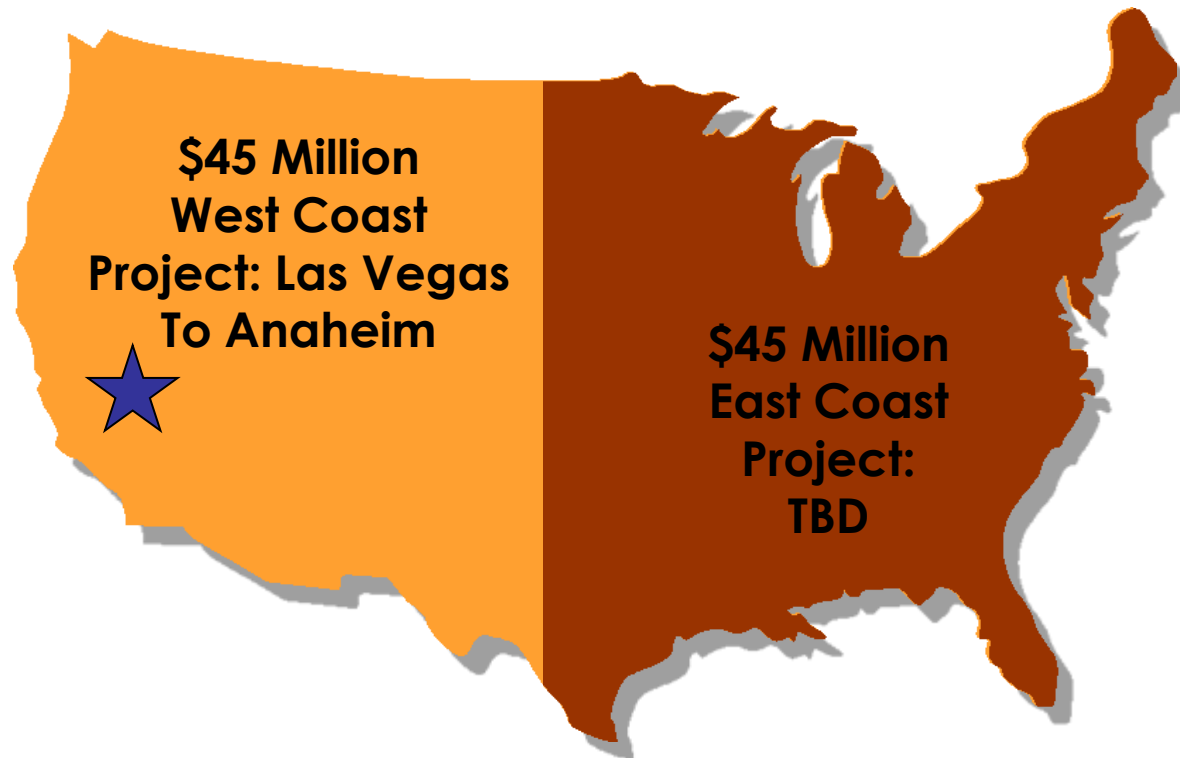 $45 Million
West Coast
Project: Las Vegas
To Anaheim
$45 Million
East Coast
Project:
TBD